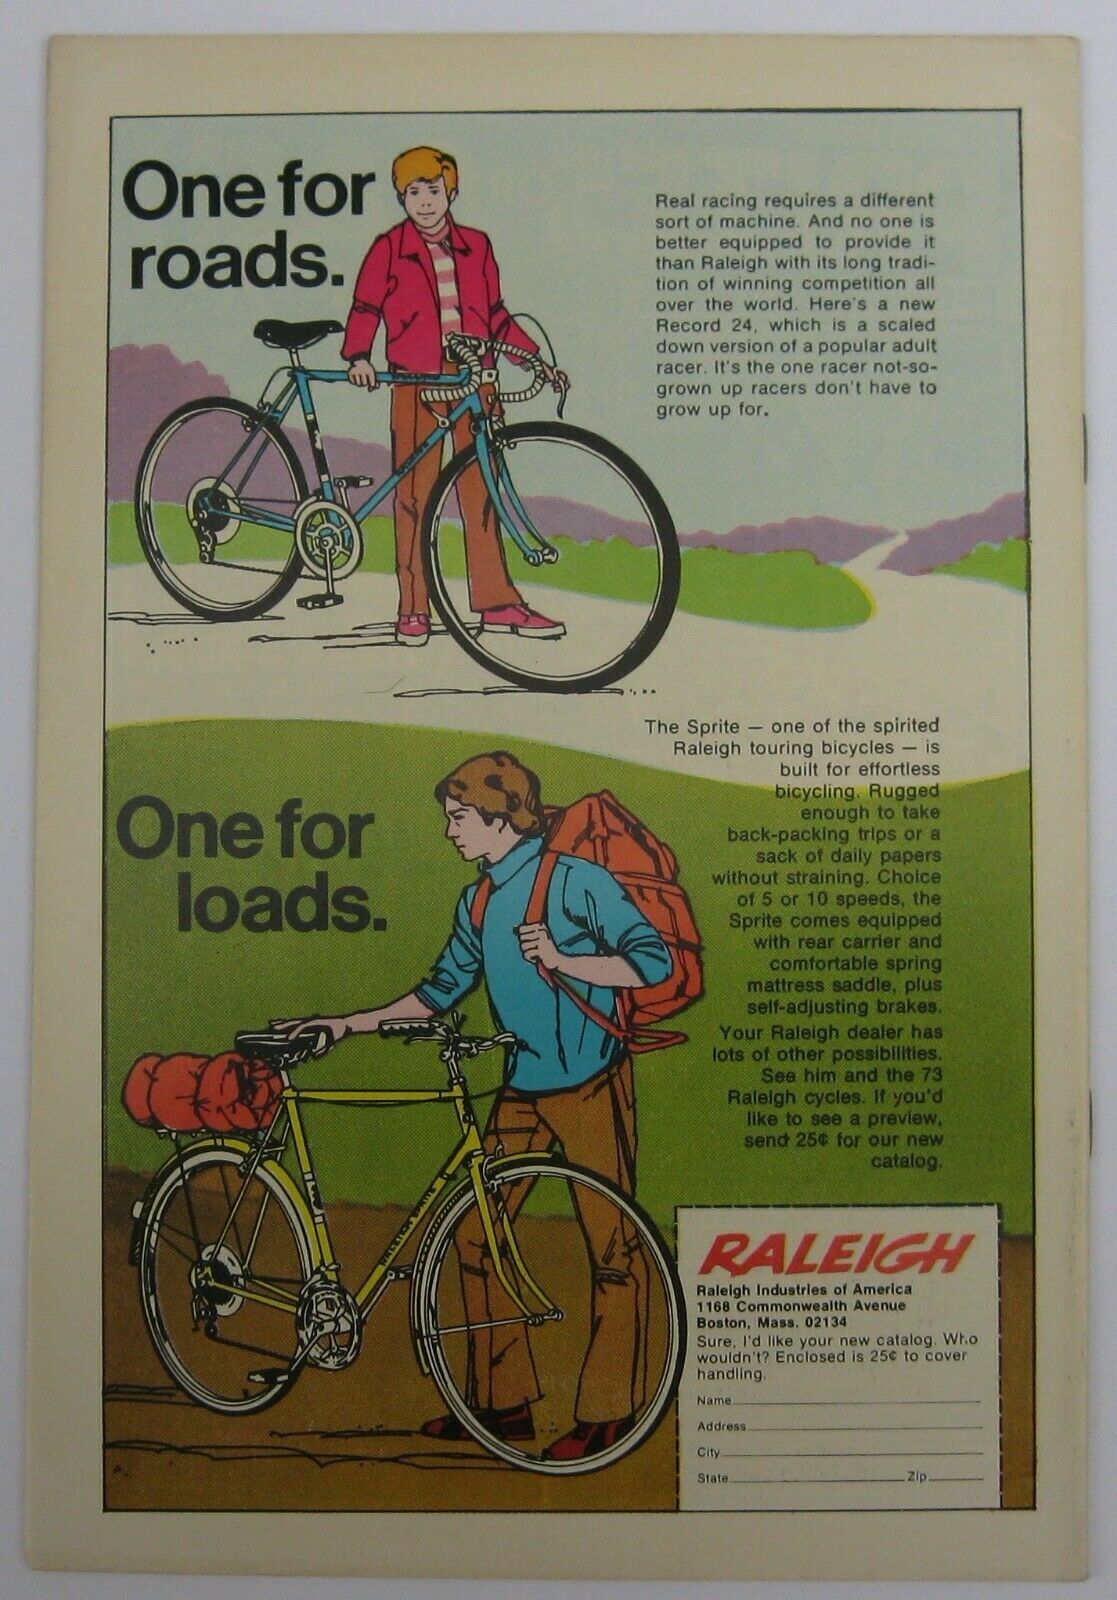 One for
roads.
Real racing requires a different
sort of machine. And no one is
better equipped to provide it
than Raleigh with its long tradi-
tion of winning competition all
over the world. Here's a new
Record 24, which is a scaled
down version of a popular adult
racer. It's the one racer not-so-
grown up racers don't have to
grow up for.
The Sprite — one of the spirited
Raleigh touring bicycles — is
built for effortless
bicycling. Rugged
enough to take
back-packing trips or a
sack of daily papers
without straining. Choice
of 5 or 10 speeds, the
Sprite comes equipped
with rear carrier and
comfortable spring
mattress saddle, plus
self-adjusting brakes.
One for
loads.
Your Raleigh dealer has
lots of other possibilities.
See him and the 73
Raleigh cycles. If you'd
like to see a preview,
send 25¢ for our new
catalog.
RALEIGH
Raleigh Industries of America
1168 Commonwealth Avenue
Boston, Mass. 02134
Sure, I'd like your new catalog. Who
wouldn't? Enclosed is 25¢ to cover
handling.
Name
Address
City
State Zip